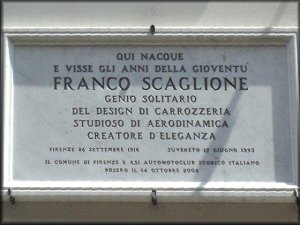 QUI NACQUE
E VISSE GLI ANNI DELLA GIOVENTU'
FRANCO SCAGLIONE
GENIO SOLITARIO
DEL DESIGN DI CARROZZERIA
STUDIOSO DI AERODINAMICA
CREATORE D'ELEGANZA
FIRENZE 26 SETTEMBRE 1916 SUVERETO 19 GIUGNO 1993
IL COMUNE DI FIRENZE E ASI AUTOMOTOCLUB STORICO ITALIANO
POSERO IL 14 OTTOBRE 2008